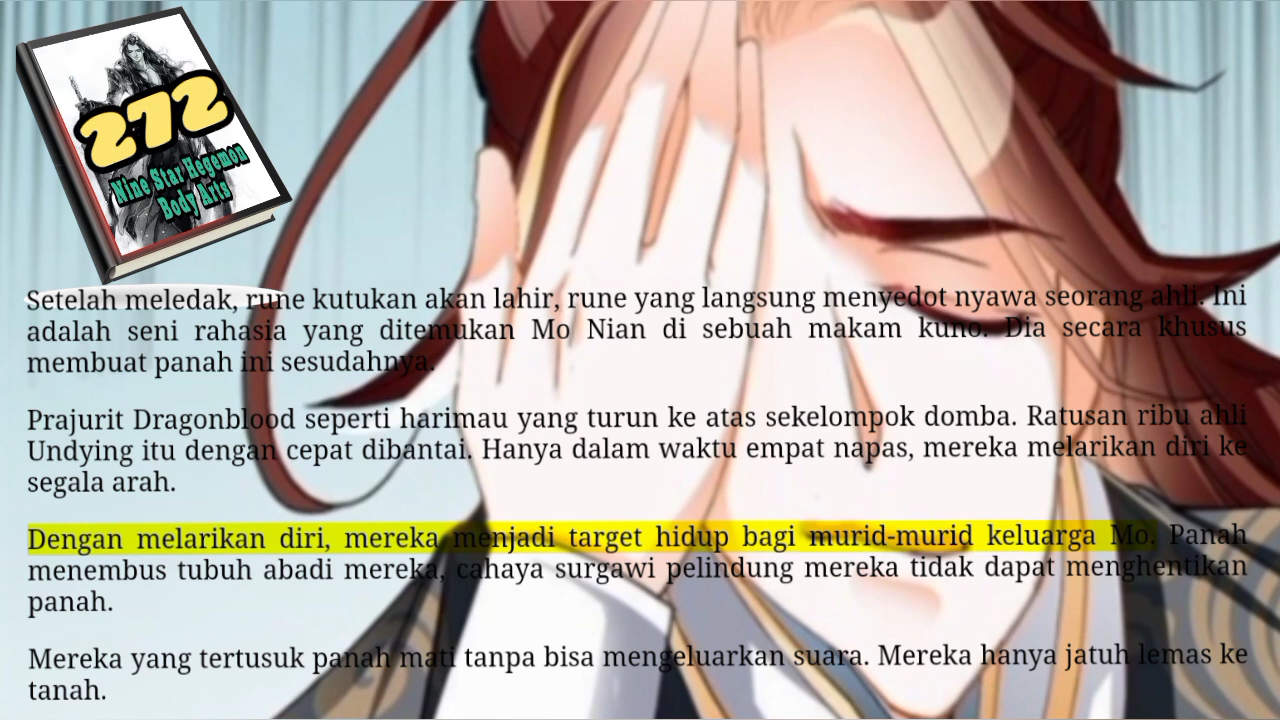 272
Nine Star Hegemon
Body Arts
Setelah meledak, rune kutukan akan lahir, rune yang langsung menyedot nyawa seorang ahli. Ini
adalah seni rahasia yang ditemukan Mo Nian di sebuah makam kuno. Dia secara khusus
membuat panah ini sesudahnya.
Prajurit Dragonblood seperti harimau yang turun ke atas sekelompok domba. Ratusan ribu ahli
Undying itu dengan cepat dibantai. Hanya dalam waktu empat napas, mereka melarikan diri ke
segala arah.
Dengan melarikan diri, mereka menjadi target hidup bagi murid-murid keluarga Mo. Panah
menembus tubuh abadi mereka, cahaya surgawi pelindung mereka tidak dapat menghentikan
panah.
Mereka yang tertusuk panah mati tanpa bisa mengeluarkan suara. Mereka hanya jatuh lemas ke
tanah.